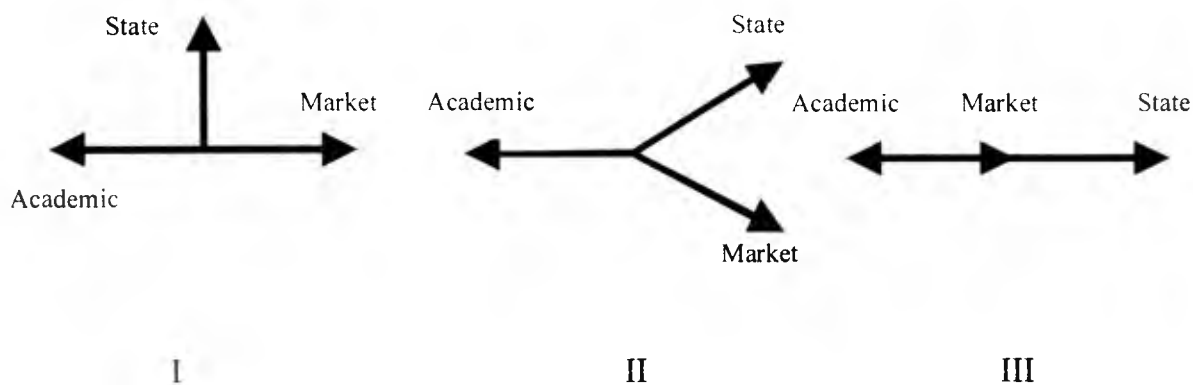 State
Market
Academic
I
State
Academic
Market
II
Academic Market State
III